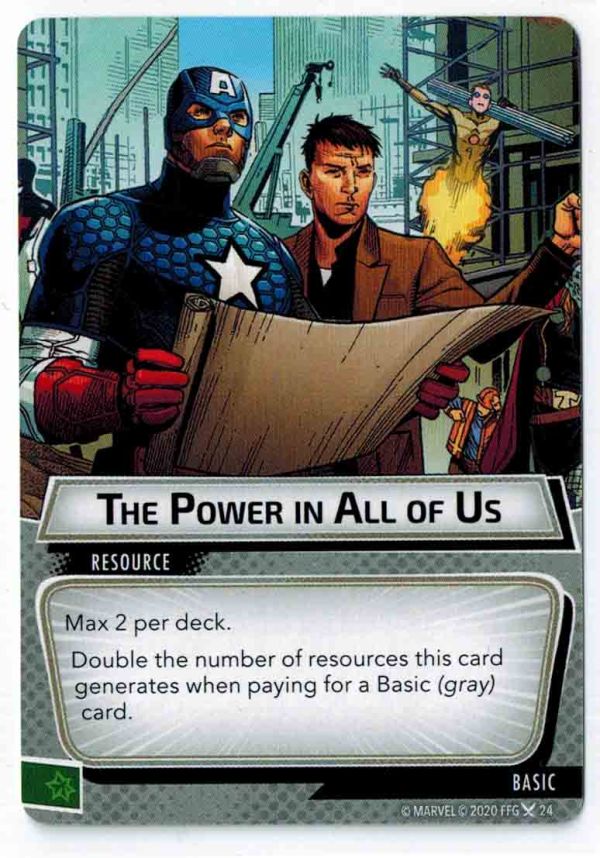 A
THE POWER IN ALL OF US
RESOURCE
Max 2 per deck.
Double the number of resources this card
generates when paying for a Basic (gray)
card.
BASIC
© MARVEL © 2020 FFG 24